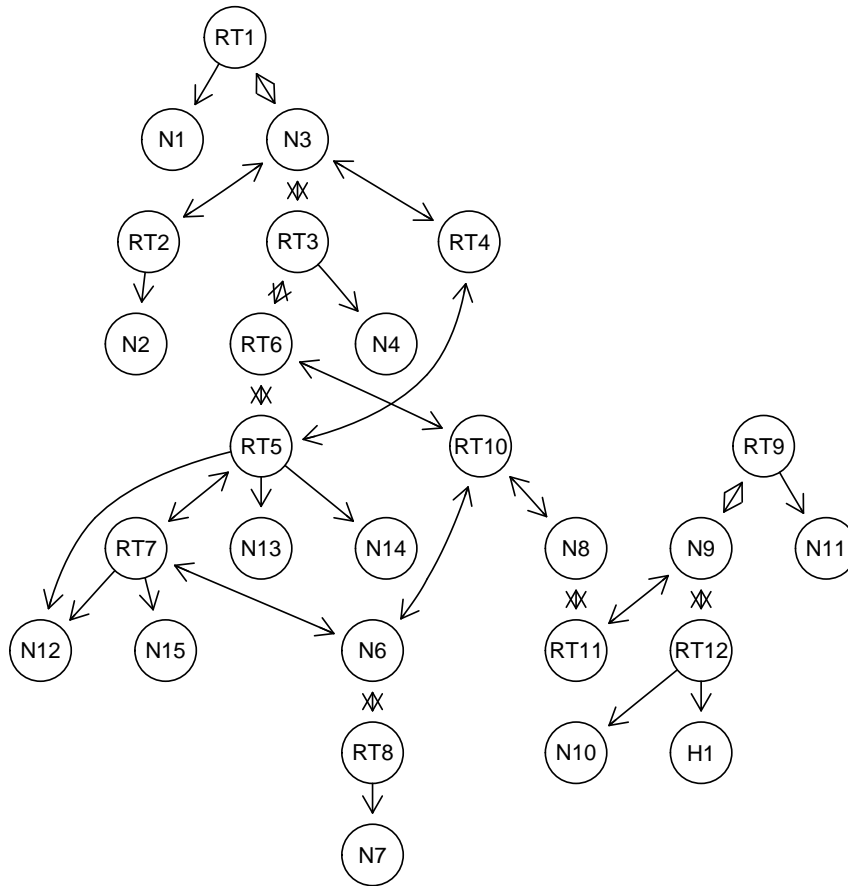 RT1
N1 N3
RT2 RT3 RT4
N2 RT6 N4
RT5 RT10 RT9
RT7 N13 N14 N8 N9 N11
N12 N15 N6 RT11 RT12
RT8 N10 H1
N7